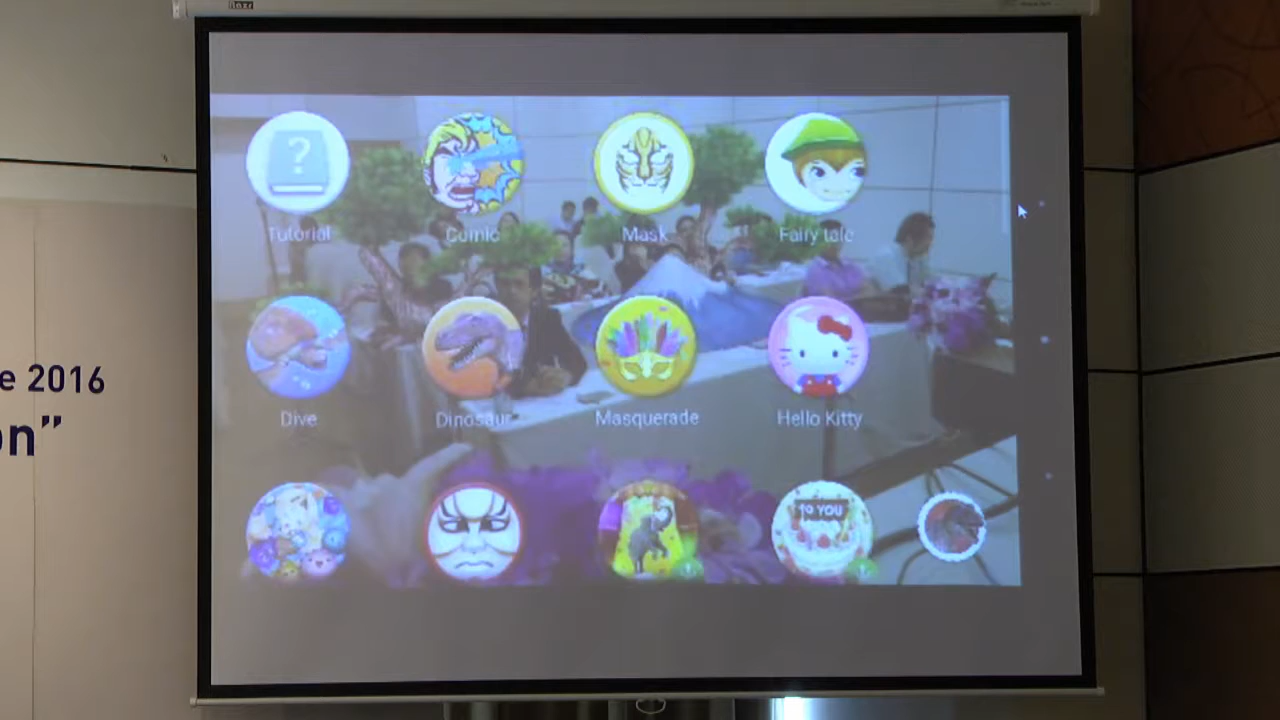 ?
Tutorial
Comic
Mask
Fairy tale
e 2016
on”
Dive
Dinosaur
Masquerade
Hello Kitty
TO YOU